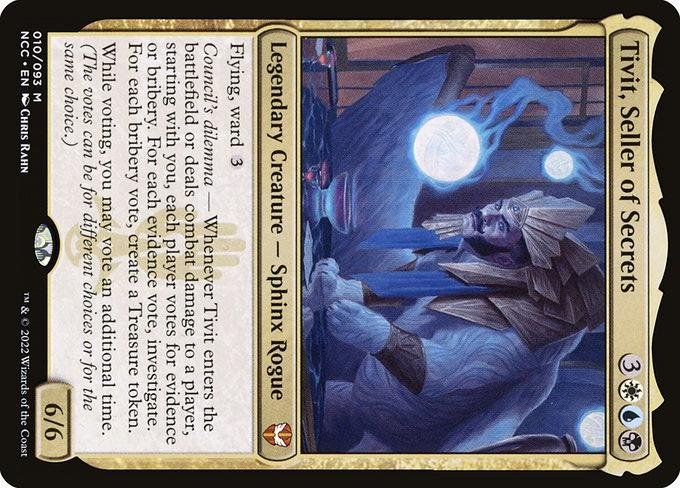 Tivit, Seller of Secrets 3
Legendary Creature — Sphinx Rogue
Flying, ward 3
Council's dilemma — Whenever Tivit enters the
battlefield or deals combat damage to a player,
starting with you, each player votes for evidence
or bribery. For each evidence vote, investigate.
For each bribery vote, create a Treasure token.
While voting, you may vote an additional time.
(The votes can be for different choices or for the
same choice.)
6/6
010/093 M
NCC • EN Chris Rahn
™ & © 2022 Wizards of the Coast